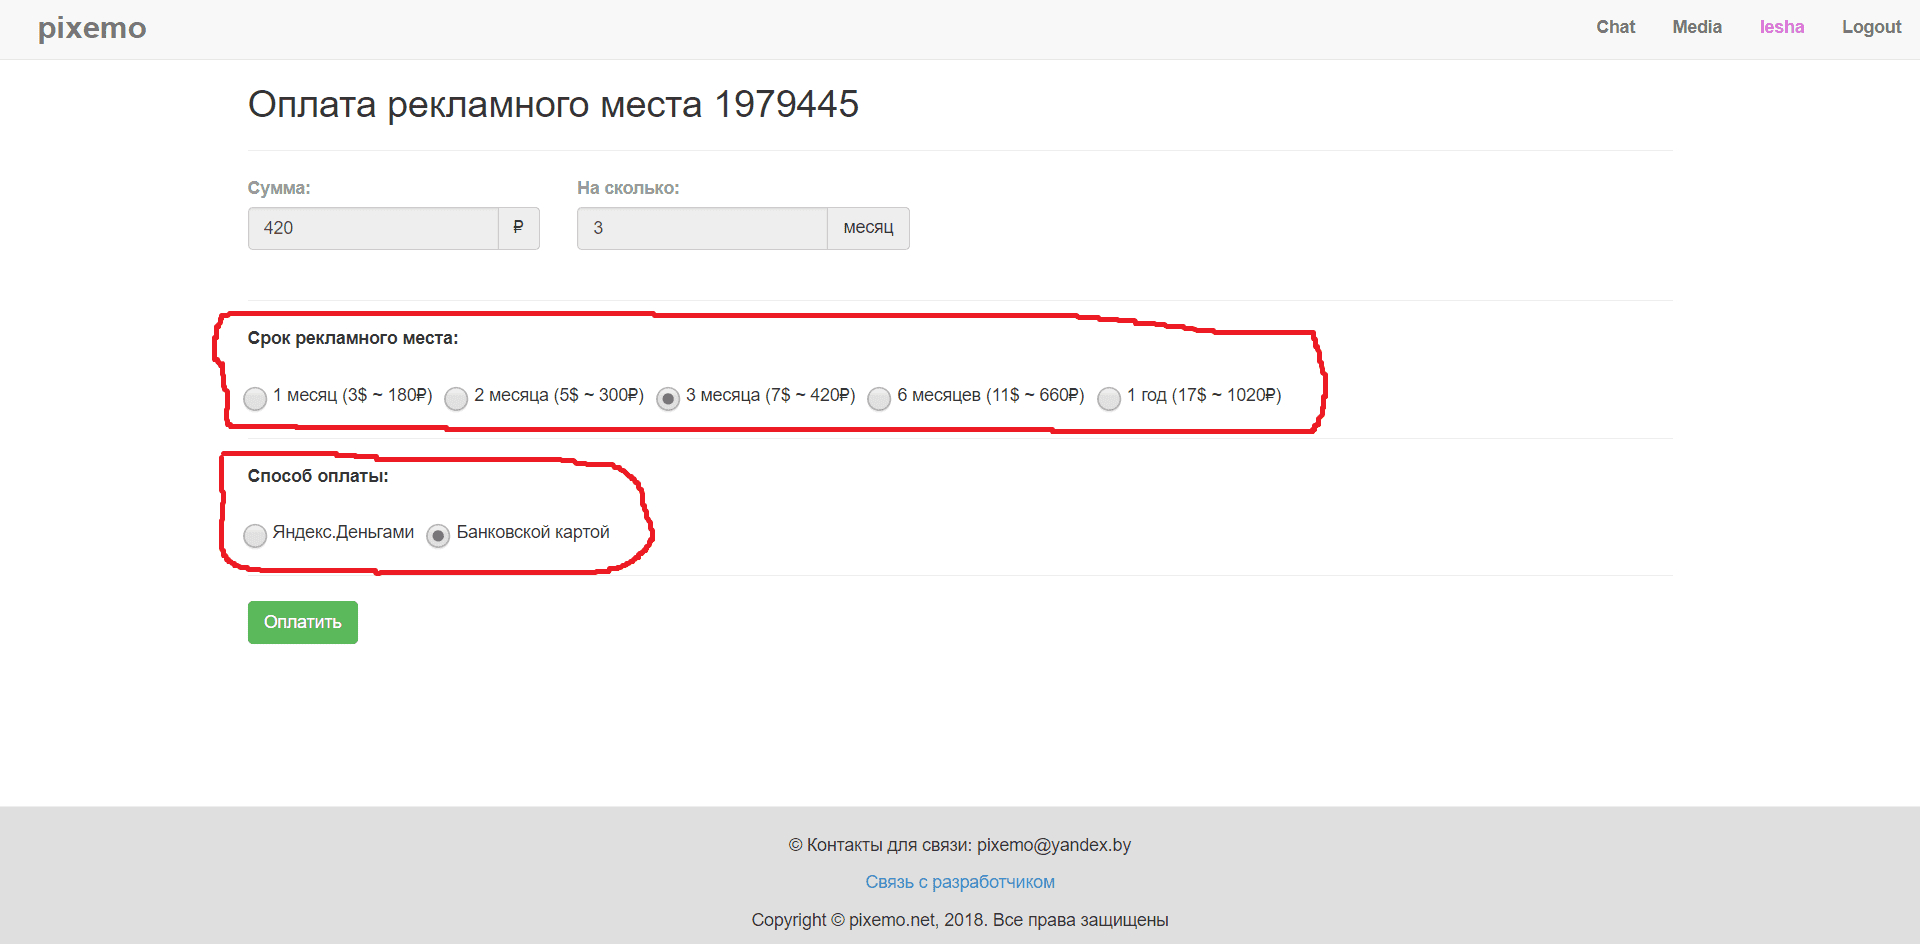 pixemo Chat Media lesha Logout
Оплата рекламного места 1979445
Сумма: На сколько:
420 ₽ 3 месяц
Срок рекламного места:
1 месяц (3$ ~ 180₽) 2 месяца (5$ ~ 300₽) 3 месяца (7$ ~ 420₽) 6 месяцев (11$ ~ 660₽) 1 год (17$ ~ 1020₽)
Способ оплаты:
Яндекс.Деньгами Банковской картой
Оплатить
© Контакты для связи: pixemo@yandex.by
Связь с разработчиком
Copyright © pixemo.net, 2018. Все права защищены